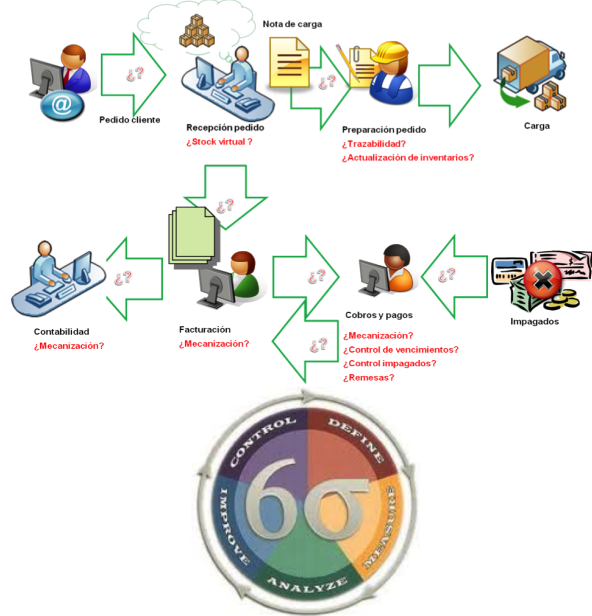 Nota de carga
¿?
¿?
Pedido cliente
@
Recepción pedido
¿Stock virtual ?
Preparación pedido
¿Trazabilidad?
¿Actualización de inventarios?
Carga
¿?
¿?
¿?
¿?
Contabilidad
¿Mecanización?
Facturación
¿Mecanización?
¿?
Cobros y pagos
¿Mecanización?
¿Control de vencimientos?
¿Control impagados?
¿Remesas?
Impagados
CONTROL
DEFINE
6σ
IMPROVE
MEASURE
ANALYZE